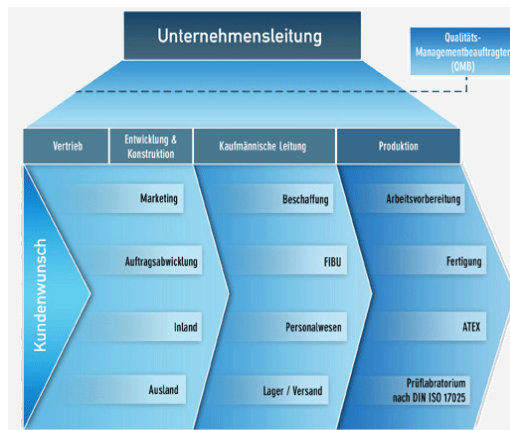 Unternehmensleitung
Qualitäts-
Managementbeauftragter
(QMB)
Vertrieb
Entwicklung &
Konstruktion
Kaufmännische Leitung
Produktion
Kundenwunsch
Marketing
Auftragsabwicklung
Inland
Ausland
Beschaffung
FIBU
Personalwesen
Lager / Versand
Arbeitsvorbereitung
Fertigung
ATEX
Prüflabratorium
nach DIN ISO 17025